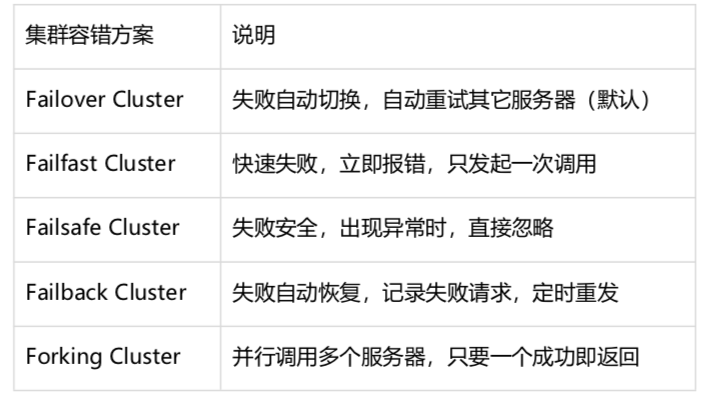 集群容错方案 说明
Failover Cluster 失败自动切换，自动重试其它服务器（默认）
Failfast Cluster 快速失败，立即报错，只发起一次调用
Failsafe Cluster 失败安全，出现异常时，直接忽略
Failback Cluster 失败自动恢复，记录失败请求，定时重发
Forking Cluster 并行调用多个服务器，只要一个成功即返回